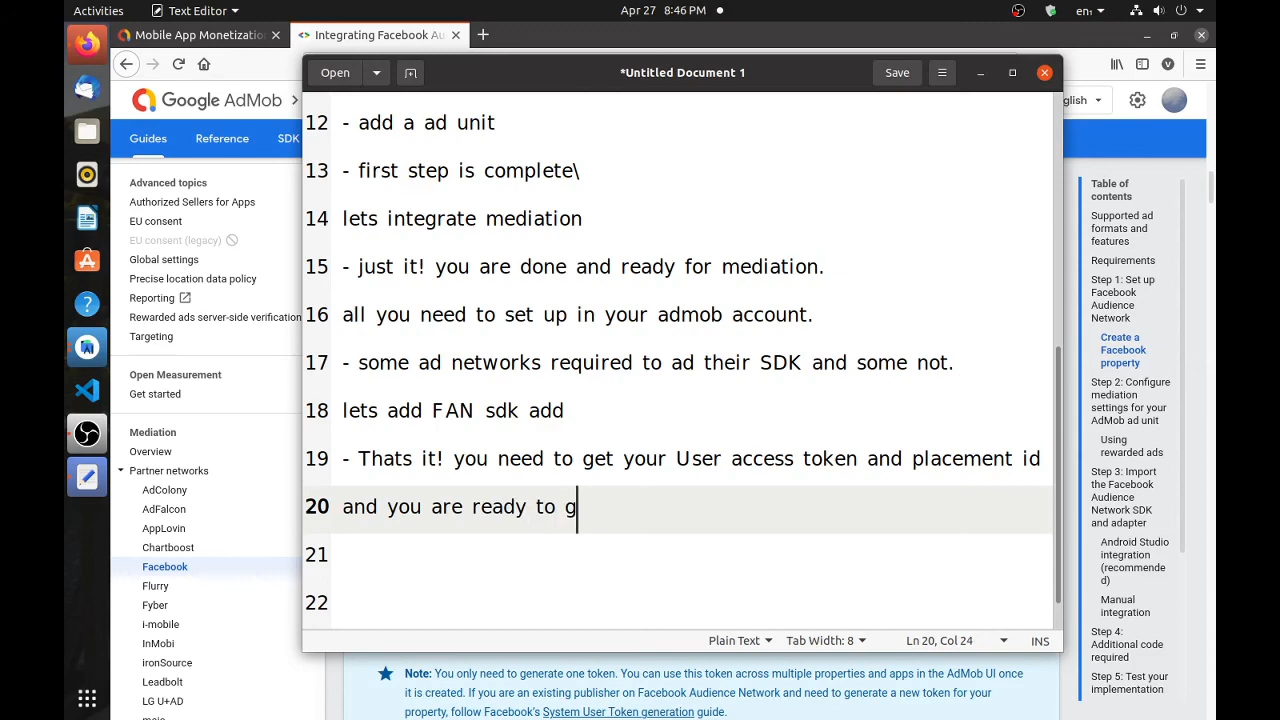 Activities
Text Editor
Apr 27 8:46 PM
en₁
Mobile App Monetizatio
Integrating Facebook Au
Open
*Untitled Document 1
Save
Google AdMob
glish
Guides
Reference
SDK
Advanced topics
Authorized Sellers for Apps
EU consent
EU consent (legacy)
Global settings
Precise location data policy
Reporting
Rewarded ads server-side verification
Targeting
Open Measurement
Get started
Mediation
Overview
Partner networks
AdColony
AdFalcon
AppLovin
Chartboost
Facebook
Flurry
Fyber
i-mobile
InMobi
ironSource
Leadbolt
LG U+AD
12 - add a ad unit
13 - first step is complete\
14 lets integrate mediation
15 - just it! you are done and ready for mediation.
16 all you need to set up in your admob account.
17 - some ad networks required to ad their SDK and some not.
18 lets add FAN sdk add
19 - Thats it! you need to get your User access token and placement id
20 and you are ready to g
21
22
Plain Text
Tab Width: 8
Ln 20, Col 24
INS
Table of
contents
Supported ad
formats and
features
Requirements
Step 1: Set up
Facebook
Audience
Network
Create a
Facebook
property
Step 2: Configure
mediation
settings for your
AdMob ad unit
Using
rewarded ads
Step 3: Import
the Facebook
Audience
Network SDK
and adapter
Android Studio
integration
(recommende
d)
Manual
integration
Step 4:
Additional code
required
Step 5: Test your
implementation
Note: You only need to generate one token. You can use this token across multiple properties and apps in the AdMob UI once
it is created. If you are an existing publisher on Facebook Audience Network and need to generate a new token for your
property, follow Facebook's System User Token generation guide.